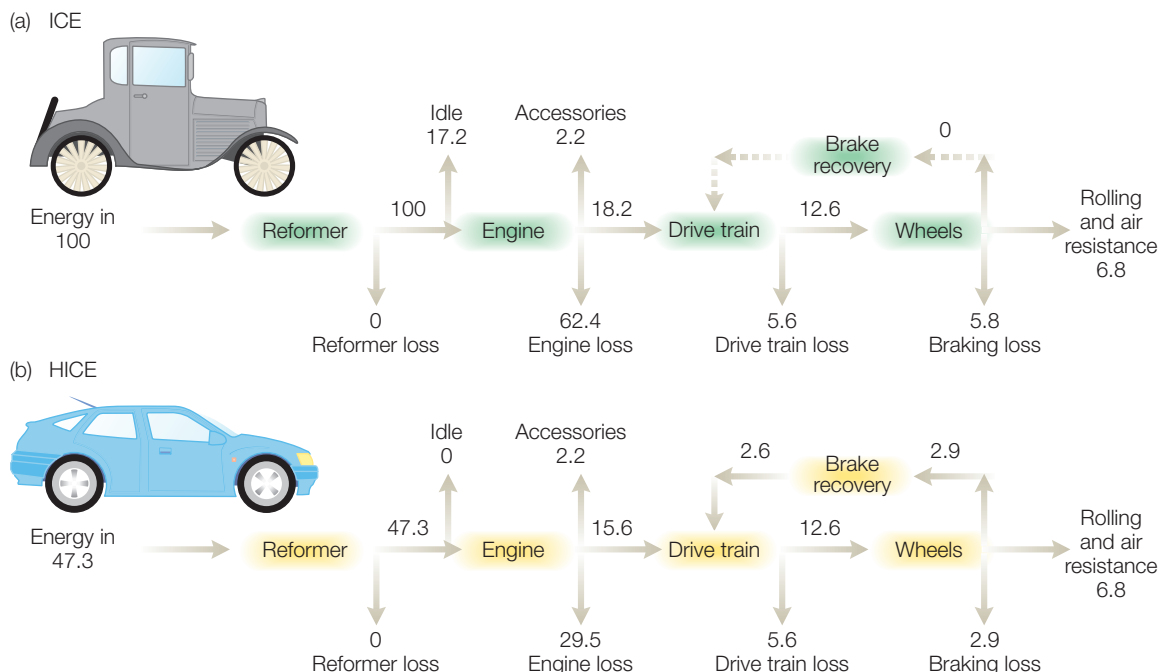 (a) ICE
Idle
17.2
Accessories
2.2
0
Brake
recovery
Energy in
100
Reformer
100
Engine
18.2
Drive train
12.6
Wheels
Rolling
and air
resistance
6.8
0
Reformer loss
62.4
Engine loss
5.6
Drive train loss
5.8
Braking loss
(b) HICE
Idle
0
Accessories
2.2
2.6
Brake
recovery
2.9
Energy in
47.3
Reformer
47.3
Engine
15.6
Drive train
12.6
Wheels
Rolling
and air
resistance
6.8
0
Reformer loss
29.5
Engine loss
5.6
Drive train loss
2.9
Braking loss